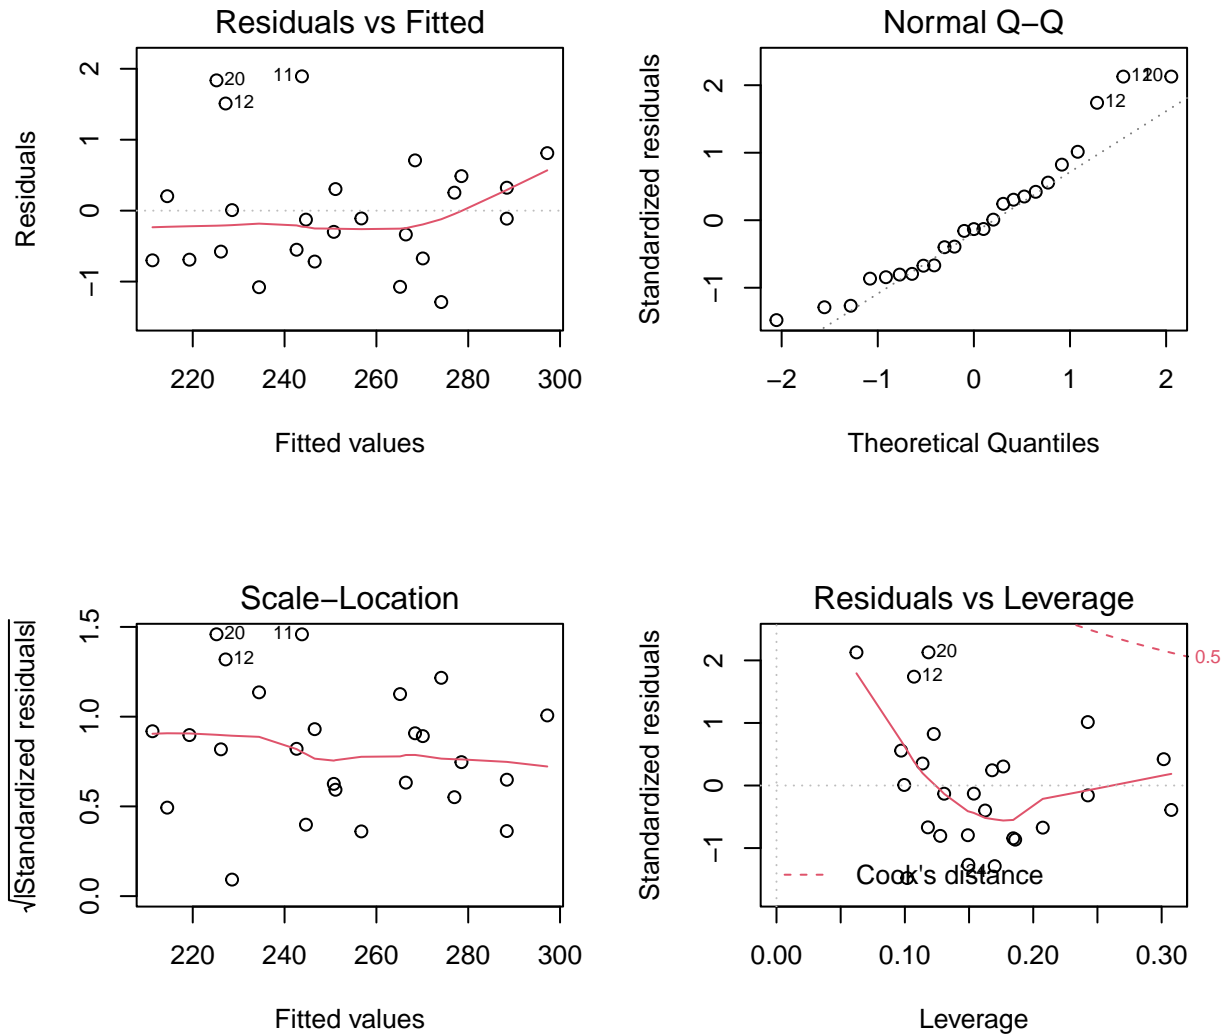 Residuals vs Fitted
Residuals
2
1
0
−1
20
11
12
220 240 260 280 300
Fitted values
Normal Q−Q
Standardized residuals
2
1
0
−1
11
20
12
−2 −1 0 1 2
Theoretical Quantiles
Scale−Location
√|Standardized residuals|
1.5
1.0
0.5
0.0
20
11
12
220 240 260 280 300
Fitted values
Residuals vs Leverage
Standardized residuals
2
1
0
−1
20
12
24
0.5
Cook's distance
0.00 0.10 0.20 0.30
Leverage